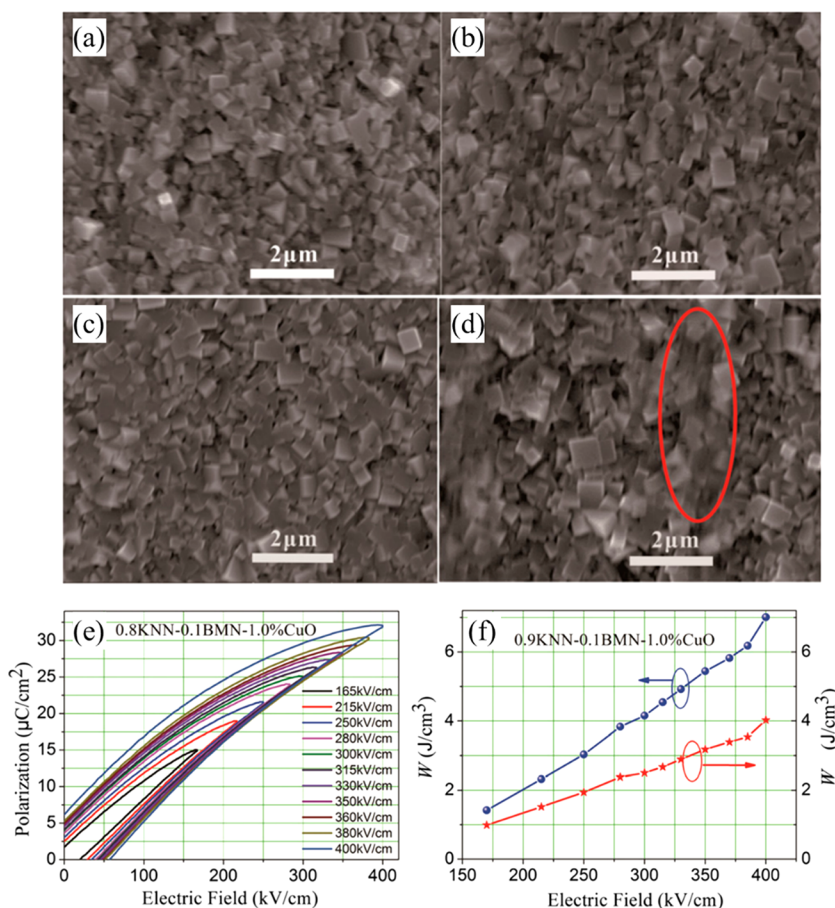 (a)
(b)
2μm
2μm
(c)
(d)
2μm
2μm
(e)
0.8KNN-0.1BMN-1.0%CuO
Polarization (μC/cm²)
30
25
20
15
10
5
0
165kV/cm
215kV/cm
250kV/cm
280kV/cm
300kV/cm
315kV/cm
330kV/cm
350kV/cm
360kV/cm
380kV/cm
400kV/cm
0 100 200 300 400
Electric Field (kV/cm)
(f)
0.9KNN-0.1BMN-1.0%CuO
W (J/cm³)
6
4
2
0
7
6
5
4
3
2
1
0
W (J/cm³)
150 200 250 300 350 400
Electric Field (kV/cm)